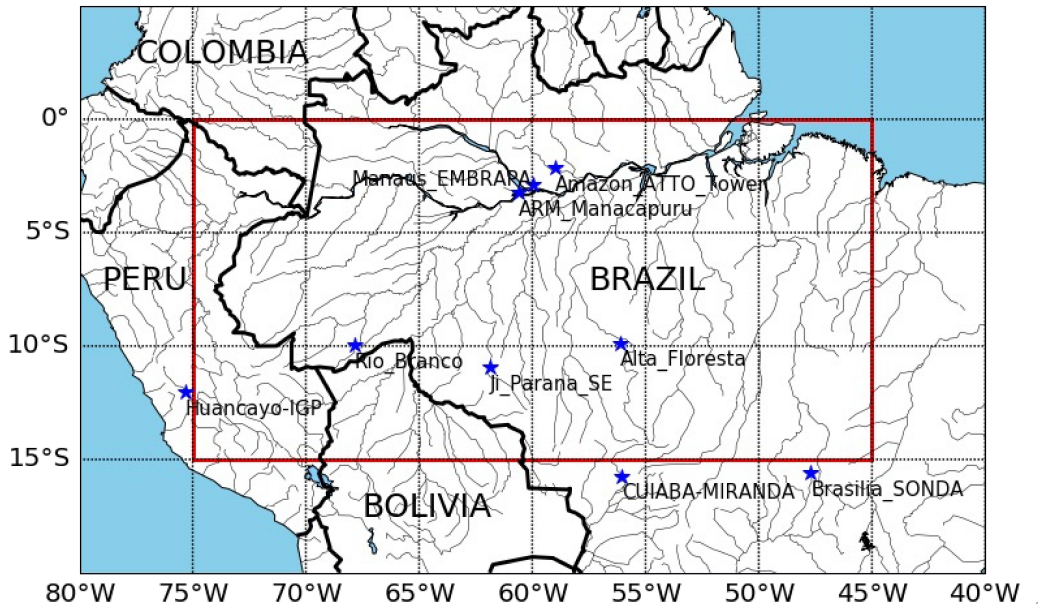 COLOMBIA
0°
Manaus_EMBRAPA
Amazon_ATTO_Tower
ARM_Manacapuru
5°S
PERU
BRAZIL
10°S
Rio_Branco
Alta_Floresta
Ji_Parana_SE
Huancayo-IGP
15°S
CUIABA-MIRANDA
Brasilia_SONDA
BOLIVIA
80°W 75°W 70°W 65°W 60°W 55°W 50°W 45°W 40°W